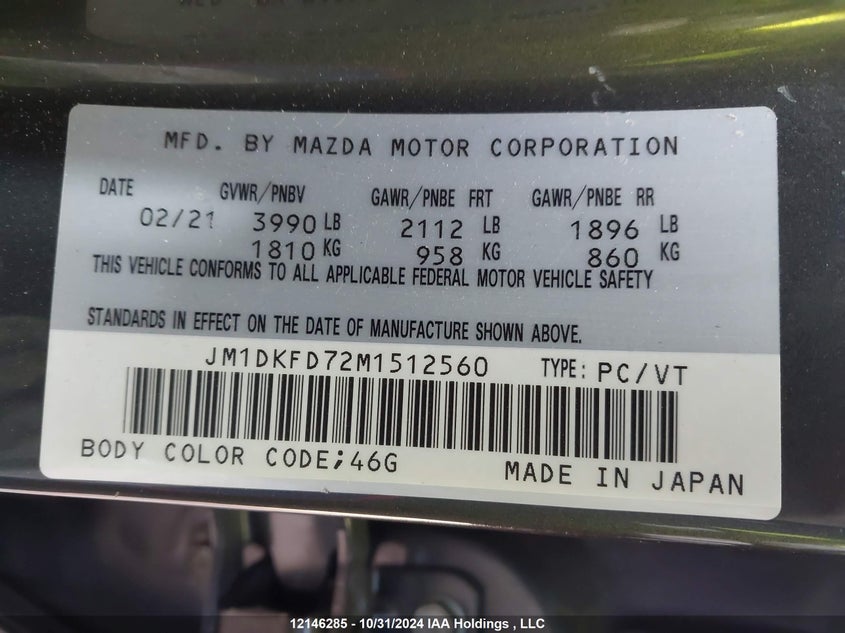 MFD. BY MAZDA MOTOR CORPORATION
DATE GVWR/PNBV GAWR/PNBE FRT GAWR/PNBE RR
02/21 3990 LB 2112 LB 1896 LB
1810 KG 958 KG 860 KG
THIS VEHICLE CONFORMS TO ALL APPLICABLE FEDERAL MOTOR VEHICLE SAFETY
STANDARDS IN EFFECT ON THE DATE OF MANUFACTURE SHOWN ABOVE.
JM1DKFD72M1512560 TYPE: PC/VT
BODY COLOR CODE;46G MADE IN JAPAN
12146285 - 10/31/2024 IAA Holdings , LLC